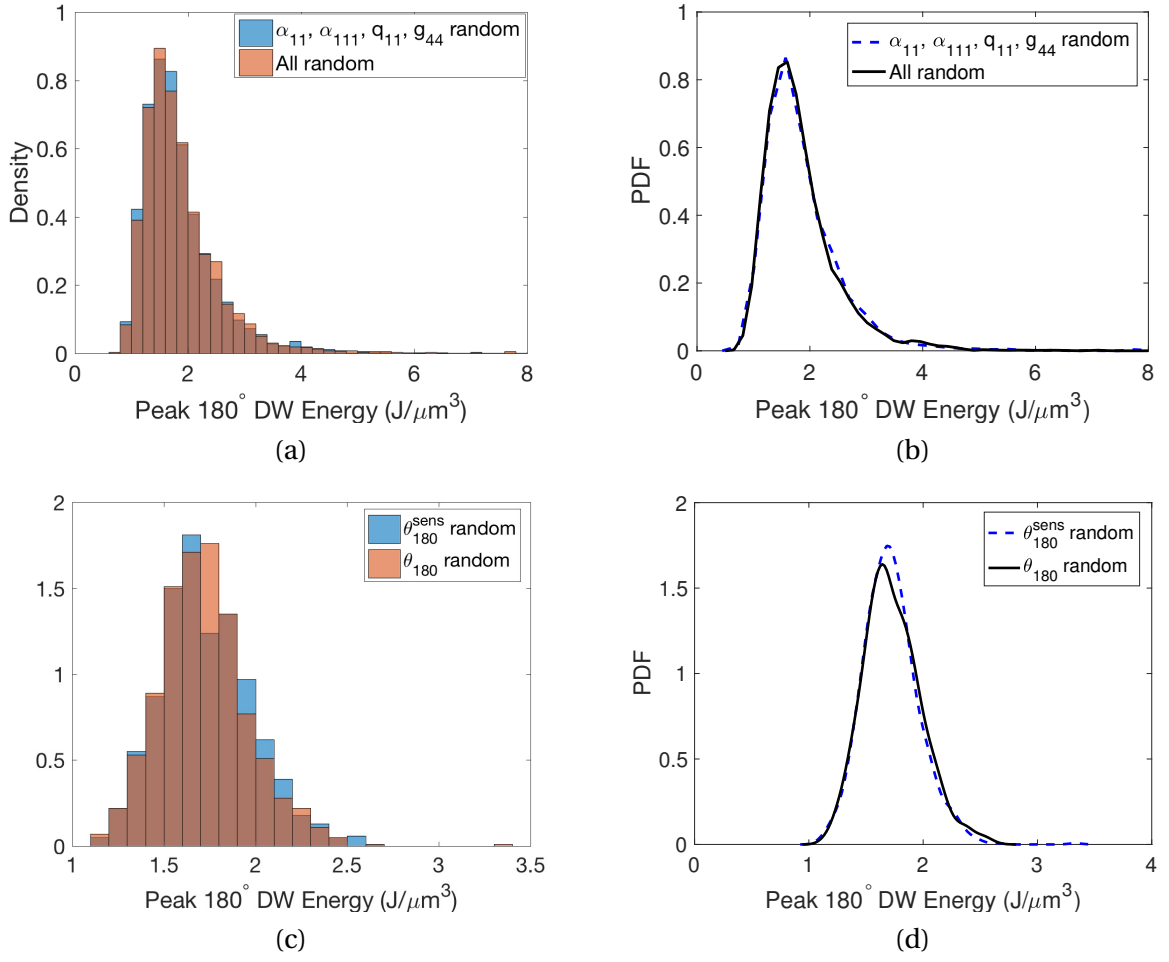 1
0.8
0.6
0.4
0.2
0
Density
0 2 4 6 8
Peak 180° DW Energy (J/μm³)
α₁₁, α₁₁₁, q₁₁, g₄₄ random
All random
(a)
1
0.8
0.6
0.4
0.2
0
PDF
0 2 4 6 8
Peak 180° DW Energy (J/μm³)
α₁₁, α₁₁₁, q₁₁, g₄₄ random
All random
(b)
2
1.5
1
0.5
0
1 1.5 2 2.5 3 3.5
Peak 180° DW Energy (J/μm³)
θ₁₈₀^sens random
θ₁₈₀ random
(c)
2
1.5
1
0.5
0
PDF
0 1 2 3 4
Peak 180° DW Energy (J/μm³)
θ₁₈₀^sens random
θ₁₈₀ random
(d)